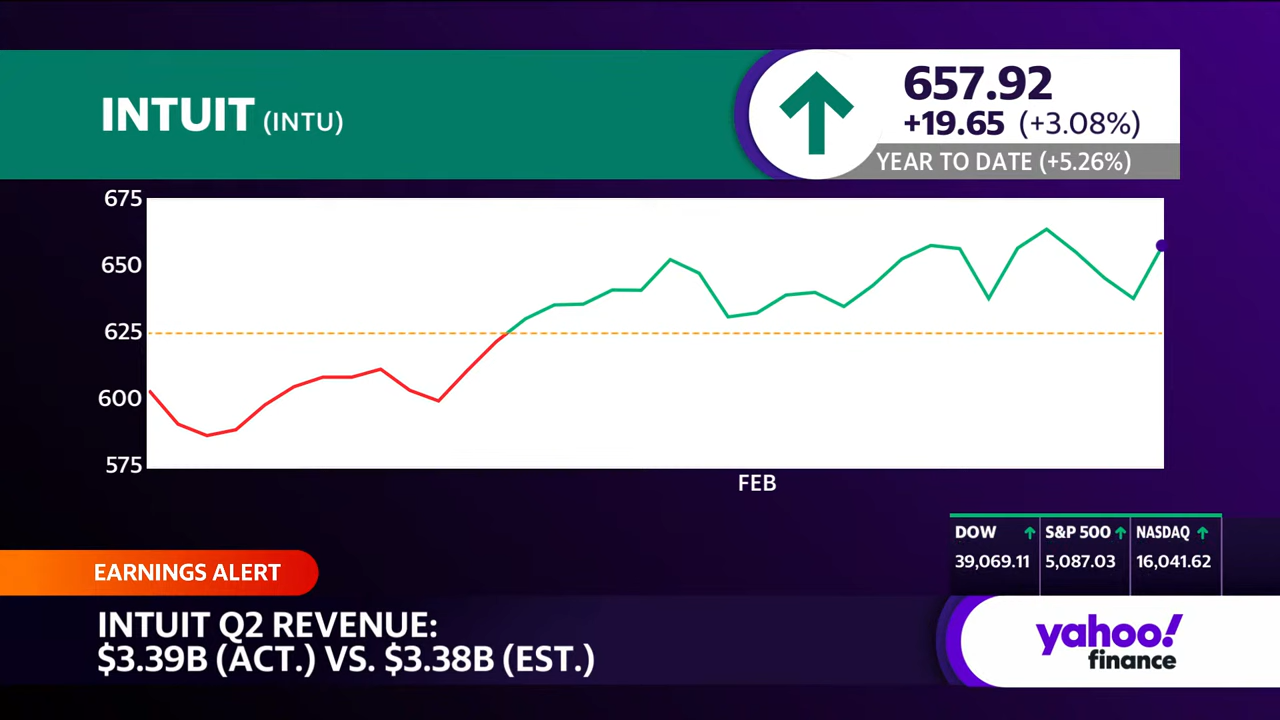 INTUIT (INTU)
657.92
+19.65 (+3.08%)
YEAR TO DATE (+5.26%)
675
650
625
600
575
FEB
DOW S&P 500 NASDAQ
39,069.11 5,087.03 16,041.62
EARNINGS ALERT
INTUIT Q2 REVENUE:
$3.39B (ACT.) VS. $3.38B (EST.)
yahoo!
finance